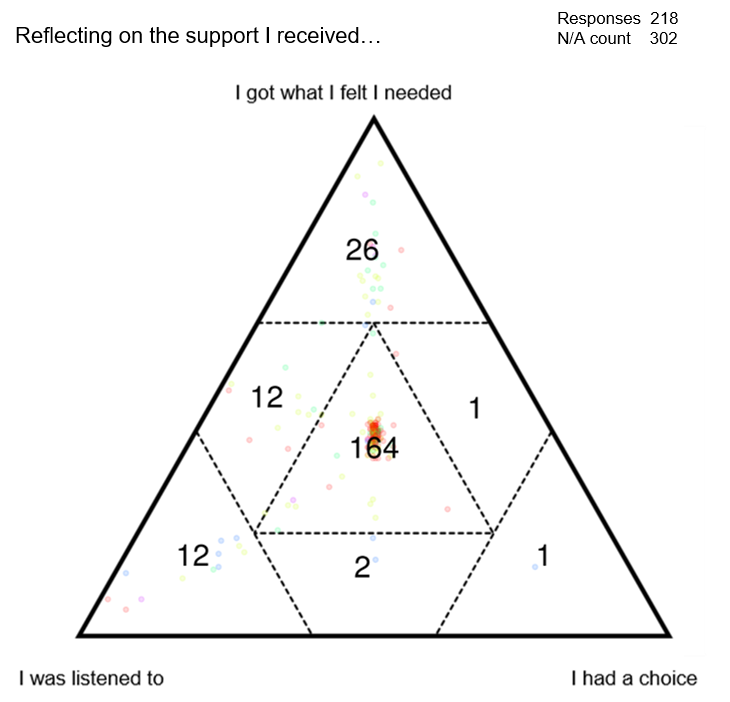 Reflecting on the support I received…
Responses 218
N/A count 302
I got what I felt I needed
26
12
1
164
12
2
1
I was listened to
I had a choice